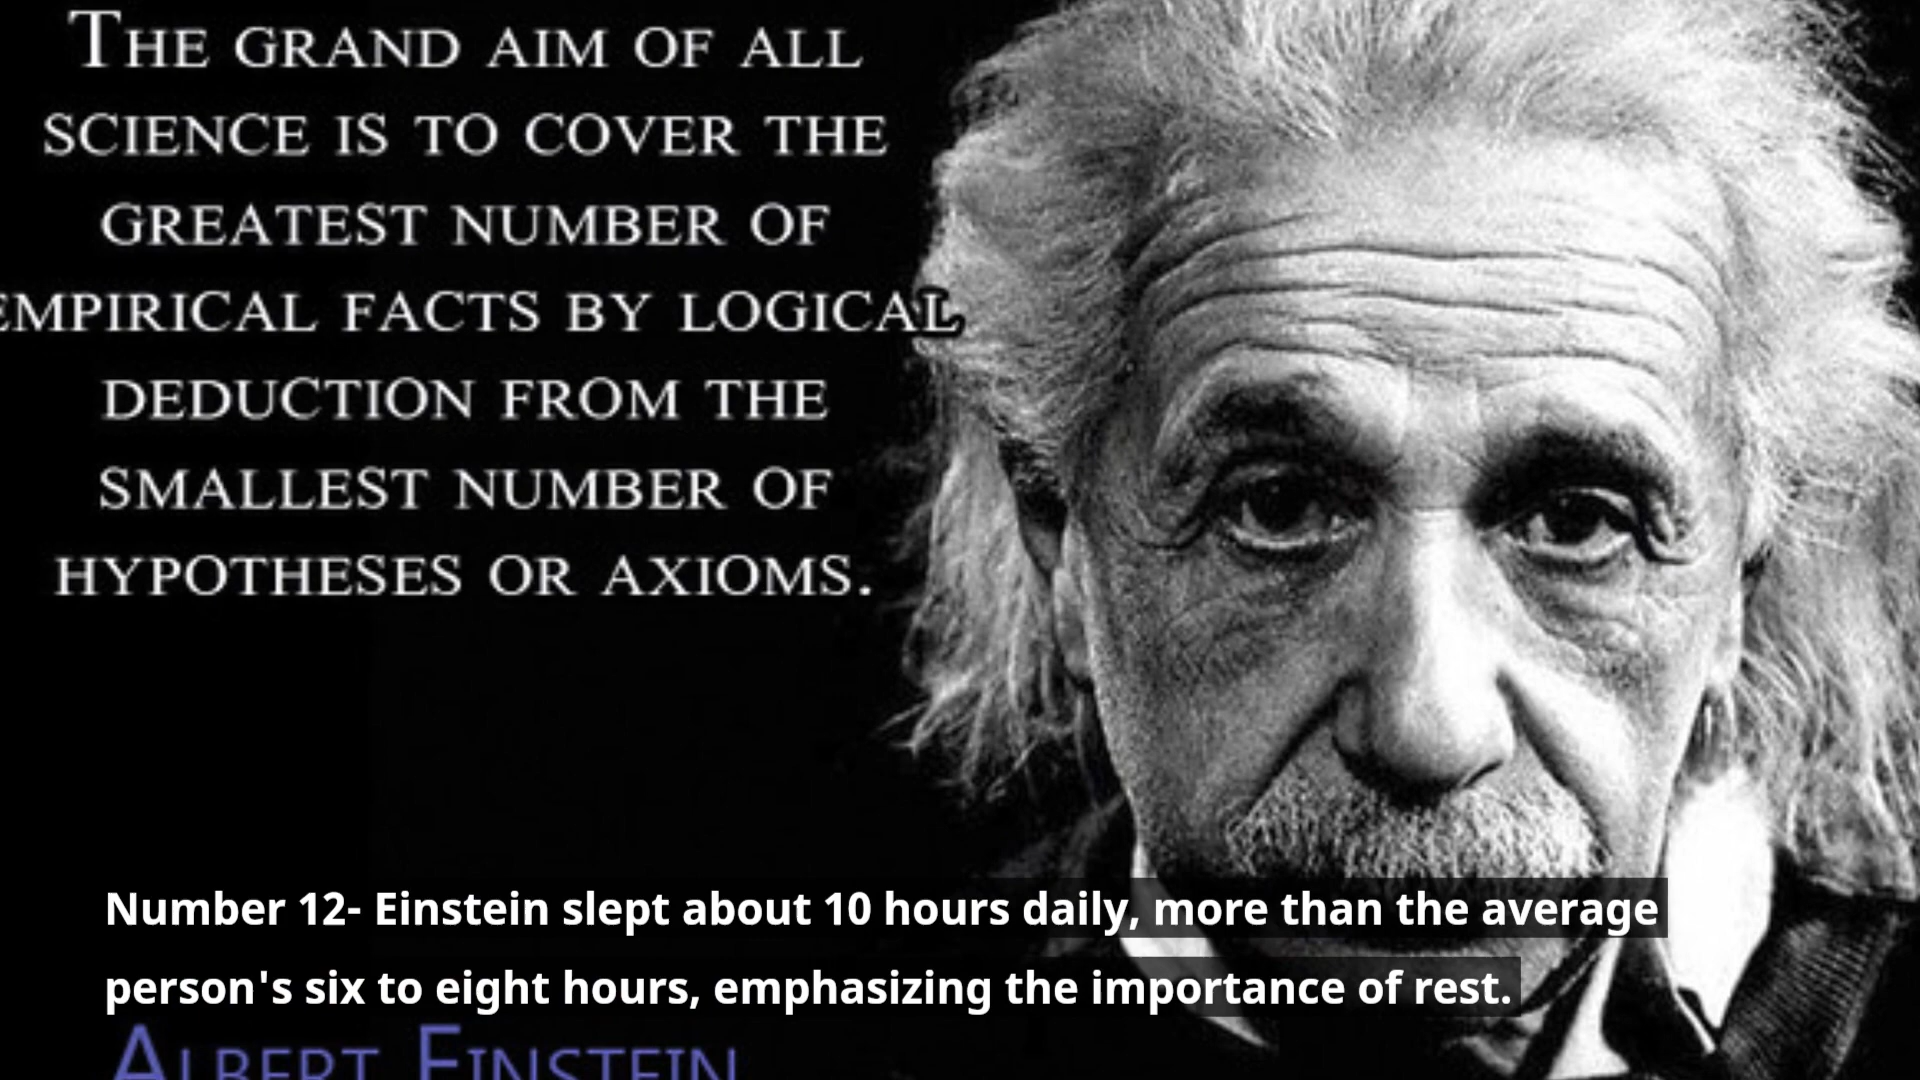 THE GRAND AIM OF ALL
SCIENCE IS TO COVER THE
GREATEST NUMBER OF
EMPIRICAL FACTS BY LOGICAL
DEDUCTION FROM THE
SMALLEST NUMBER OF
HYPOTHESES OR AXIOMS.
Number 12- Einstein slept about 10 hours daily, more than the average
person's six to eight hours, emphasizing the importance of rest.
ALBERT EINSTEIN